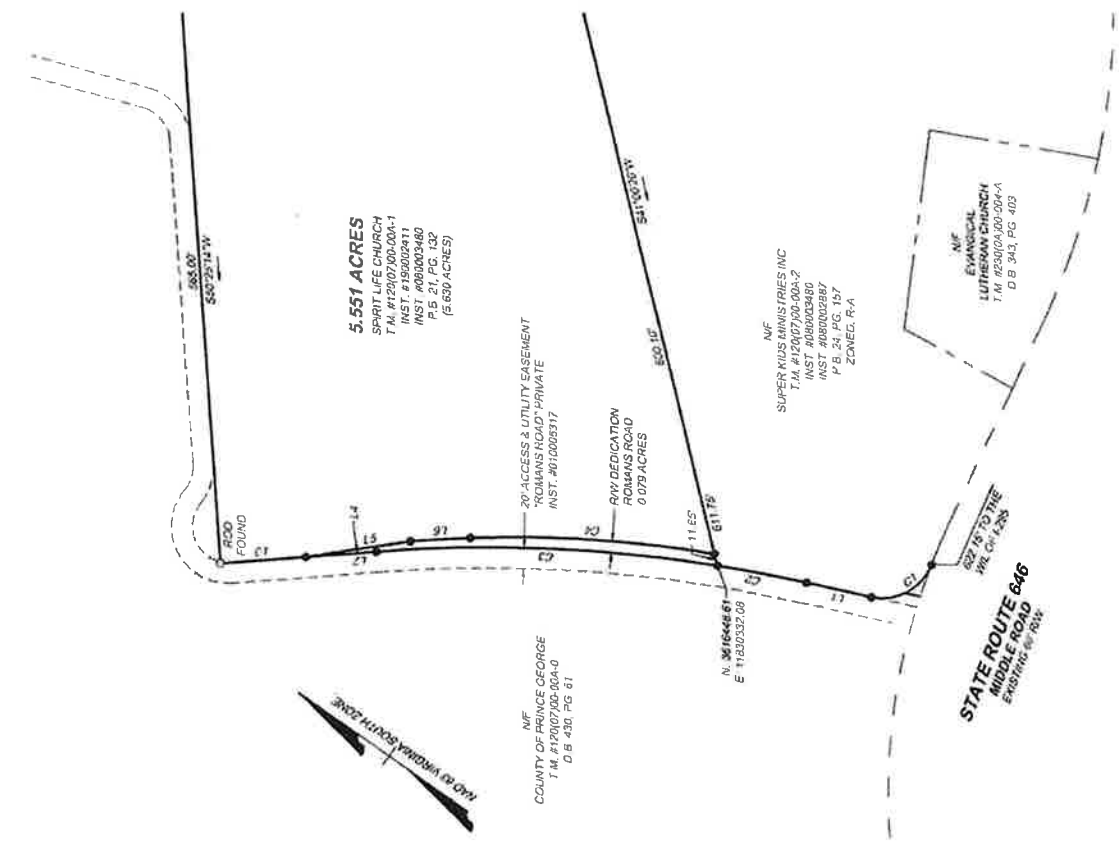 565.00'
S40°25'14"W
5.551 ACRES
SPIRIT LIFE CHURCH
T.M. #120(07)00-00A-1
INST. #190002411
INST. #080003480
P.B. 21, PG. 132
(5.630 ACRES)
S41°00'20"W
600.10'
611.75'
11.65'
ROD
FOUND
L3
L4
L5
L2
L6
C4
C3
C2
L1
C1
20' ACCESS & UTILITY EASEMENT
"ROMANS ROAD" PRIVATE
INST. #010005317
R/W DEDICATION
ROMANS ROAD
0.079 ACRES
N/F
SUPER KIDS MINISTRIES INC
T.M. #120(07)00-00A-2
INST. #080003480
INST. #080002887
P.B. 24, PG. 157
ZONED, R-A
N/F
EVANGICAL
LUTHERAN CHURCH
T.M. #230(0A)00-004-A
D.B. 343, PG. 403
N: 3616448.61
E: 11830332.08
N/F
COUNTY OF PRINCE GEORGE
T.M. #120(07)00-00A-0
D.B. 430, PG. 61
NAD 83 VIRGINIA SOUTH ZONE
622.15' TO THE
W/L OF I-295
STATE ROUTE 646
MIDDLE ROAD
EXISTING 60' R/W